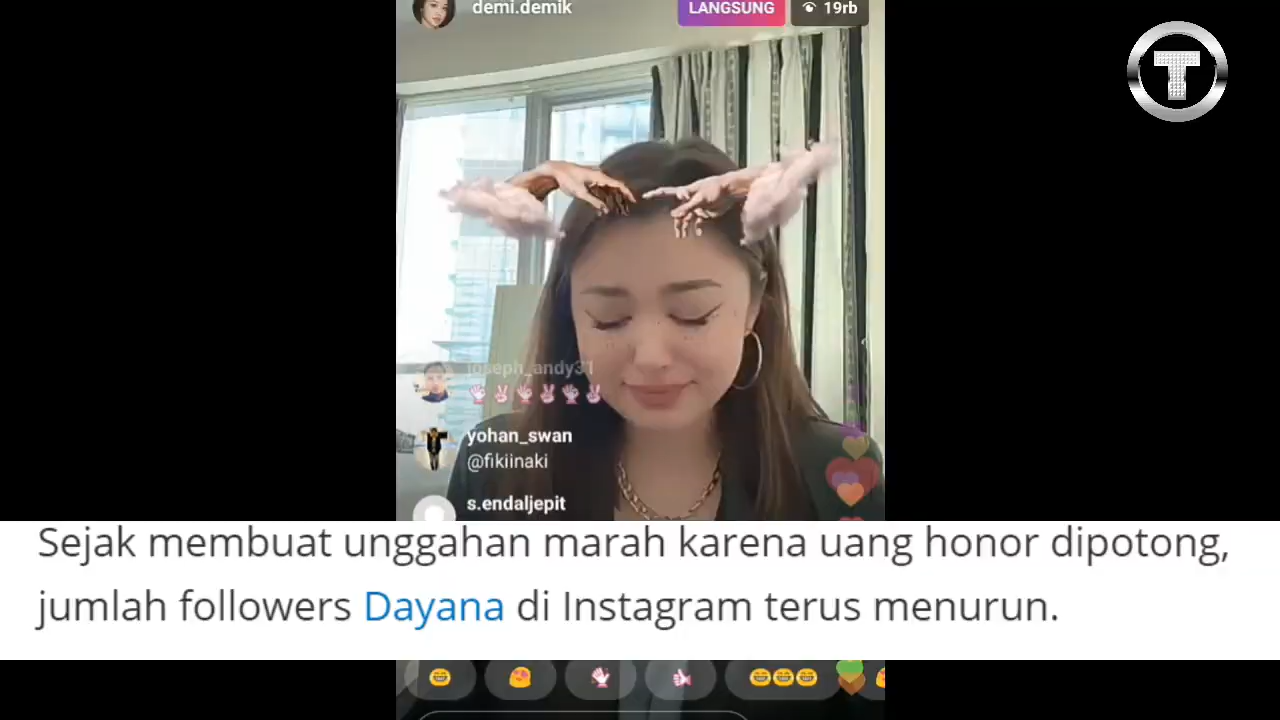 demi.demik
LANGSUNG
19rb
T
joseph_andy31
yohan_swan
@fikiinaki
s.endaljepit
Sejak membuat unggahan marah karena uang honor dipotong,
jumlah followers Dayana di Instagram terus menurun.